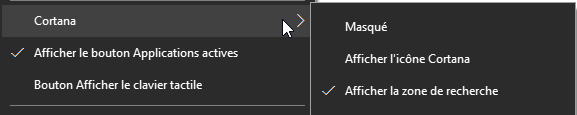 Cortana
Afficher le bouton Applications actives
Bouton Afficher le clavier tactile
Masqué
Afficher l'icône Cortana
Afficher la zone de recherche